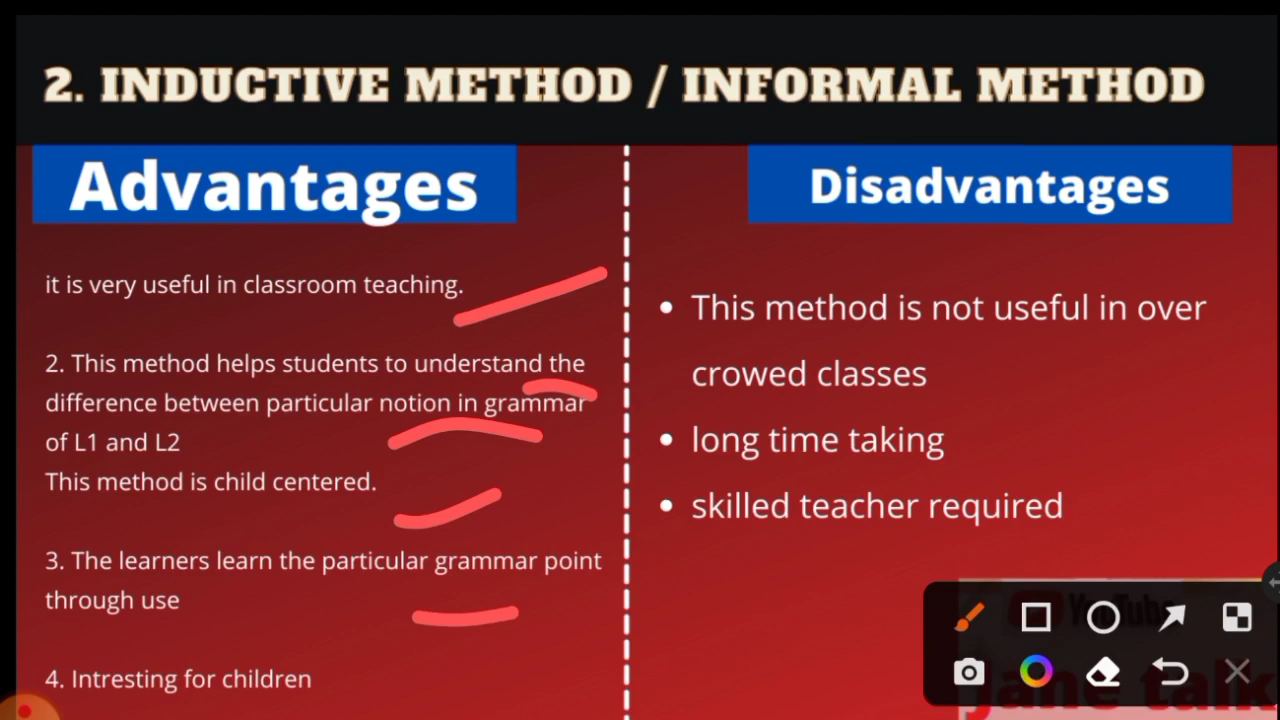 2. INDUCTIVE METHOD / INFORMAL METHOD
Advantages
it is very useful in classroom teaching.
2. This method helps students to understand the
difference between particular notion in grammar
of L1 and L2
This method is child centered.
3. The learners learn the particular grammar point
through use
4. Intresting for children
Disadvantages
• This method is not useful in over
crowed classes
• long time taking
• skilled teacher required
YouTube
jane talk